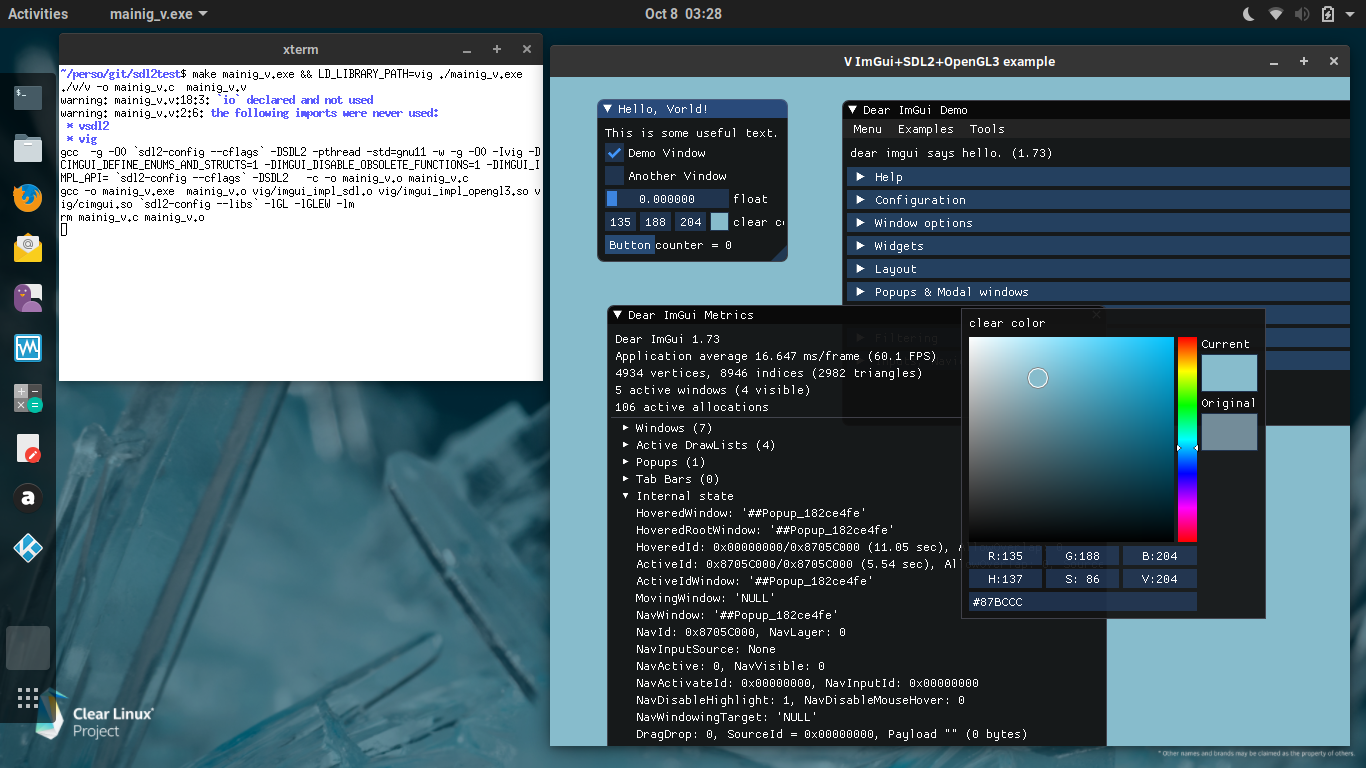 Activities
mainig_v.exe
Oct 8 03:28
xterm
~/perso/git/sdl2test$ make mainig_v.exe && LD_LIBRARY_PATH=vig ./mainig_v.exe
./v/v -o mainig_v.c  mainig_v.v
warning: mainig_v.v:18:3: `io` declared and not used
warning: mainig_v.v:2:6: the following imports were never used:
 * vsdl2
 * vig
gcc  -g -O0 `sdl2-config --cflags` -DSDL2 -pthread -std=gnu11 -w -g -O0 -Ivig -D
CIMGUI_DEFINE_ENUMS_AND_STRUCTS=1 -DIMGUI_DISABLE_OBSOLETE_FUNCTIONS=1 -DIMGUI_I
MPL_API= `sdl2-config --cflags` -DSDL2   -c -o mainig_v.o mainig_v.c
gcc -o mainig_v.exe  mainig_v.o vig/imgui_impl_sdl.o vig/imgui_impl_opengl3.so v
ig/cimgui.so `sdl2-config --libs` -lGL -lGLEW -lm
rm mainig_v.c mainig_v.o
V ImGui+SDL2+OpenGL3 example
Hello, Vorld!
This is some useful text.
Demo Vindow
Another Vindow
0.000000 float
135 188 204 clear c
Button counter = 0
Dear ImGui Demo
Menu Examples Tools
dear imgui says hello. (1.73)
Help
Configuration
Window options
Widgets
Layout
Popups & Modal windows
Filtering
Dear ImGui Metrics
Dear ImGui 1.73
Application average 16.647 ms/frame (60.1 FPS)
4934 vertices, 8946 indices (2982 triangles)
5 active windows (4 visible)
106 active allocations
Windows (7)
Active DrawLists (4)
Popups (1)
Tab Bars (0)
Internal state
HoveredWindow: '##Popup_182ce4fe'
HoveredRootWindow: '##Popup_182ce4fe'
HoveredId: 0x00000000/0x8705C000 (11.05 sec),
ActiveId: 0x8705C000/0x8705C000 (5.54 sec),
ActiveIdWindow: '##Popup_182ce4fe'
MovingWindow: 'NULL'
NavWindow: '##Popup_182ce4fe'
NavId: 0x8705C000, NavLayer: 0
NavInputSource: None
NavActive: 0, NavVisible: 0
NavActivateId: 0x00000000, NavInputId: 0x00000000
NavDisableHighlight: 1, NavDisableMouseHover: 0
NavWindowingTarget: 'NULL'
DragDrop: 0, SourceId = 0x00000000, Payload "" (0 bytes)
clear color
Current
Original
R:135 G:188 B:204
H:137 S: 86 V:204
#87BCCC
Clear Linux*
Project
* Other names and brands may be claimed as the property of others.